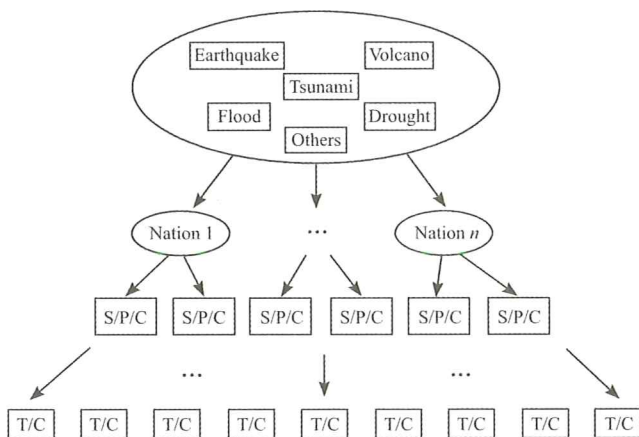 Earthquake Volcano
Tsunami
Flood Drought
Others
Nation 1 ... Nation n
S/P/C S/P/C S/P/C S/P/C S/P/C S/P/C
... ...
T/C T/C T/C T/C T/C T/C T/C T/C T/C